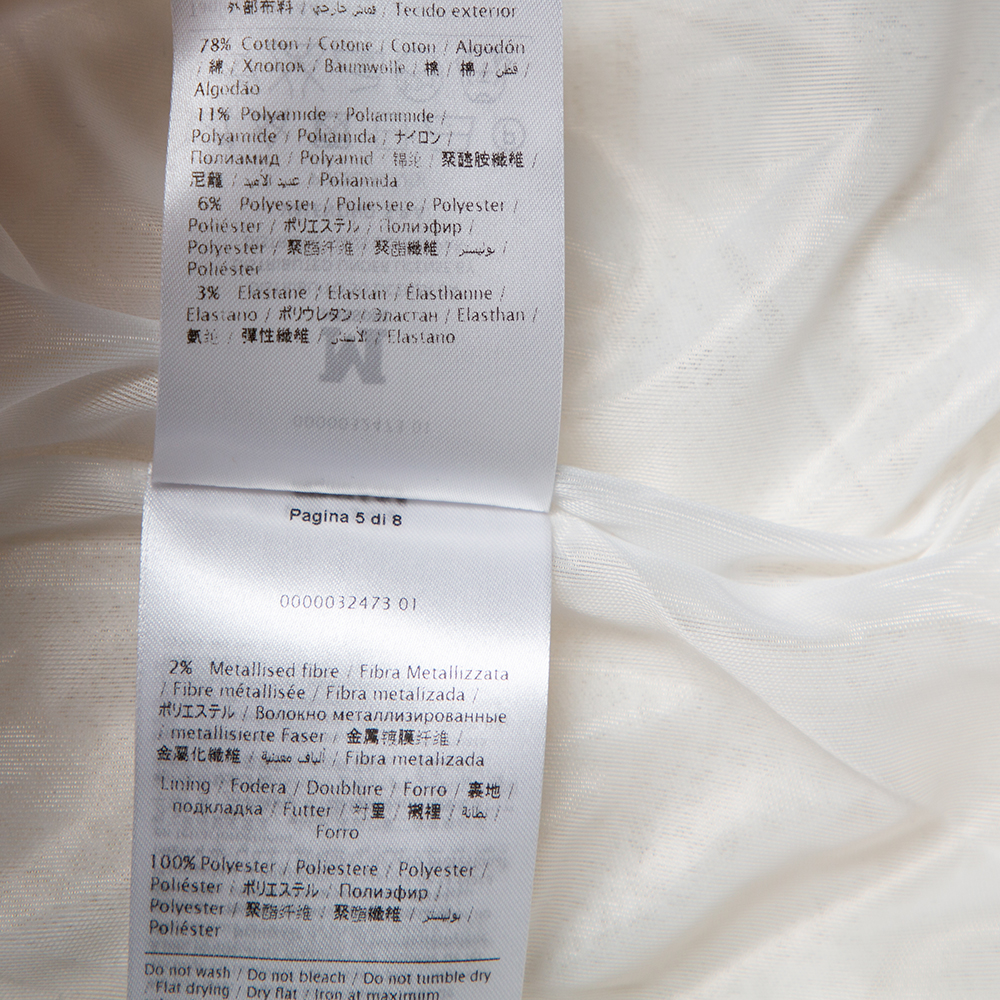 外部布料 / قماش خارجي / Tecido exterior
78% Cotton / Cotone / Coton / Algodón
/ 綿 / Хлопок / Baumwolle / 棉 / 棉 / قطن /
Algodão
11% Polyamide / Poliammide /
Polyamide / Poliamida / ナイロン /
Полиамид / Polyamid / 锦纶 / 聚醯胺纖維 /
尼龍 / / Poliamida
6% Polyester / Poliestere / Polyester /
Poliéster / ポリエステル / Полиэфир /
Polyester / 聚酯纤维 / 聚酯纖維 / بوليستر /
Poliéster
3% Elastane / Elastan / Élasthanne /
Elastano / ポリウレタン / Эластан / Elasthan /
氨纶 / 彈性纖維 / / Elastano
M
0000032473 01
Pagina 5 di 8
0000032473 01
2% Metallised fibre / Fibra Metallizzata
/ Fibre métallisée / Fibra metalizada /
ポリエステル / Волокно металлизированные
/ metallisierte Faser / 金属镀膜纤维 /
金屬化纖維 / ألياف معدنية / Fibra metalizada
Lining / Fodera / Doublure / Forro / 裏地 /
подкладка / Futter / 衬里 / 襯裡 / بطانة /
Forro
100% Polyester / Poliestere / Polyester /
Poliéster / ポリエステル / Полиэфир /
Polyester / 聚酯纤维 / 聚酯纖維 / بوليستر /
Poliéster
Do not wash / Do not bleach / Do not tumble dry
/ Flat drying / Dry flat / Iron at maximum